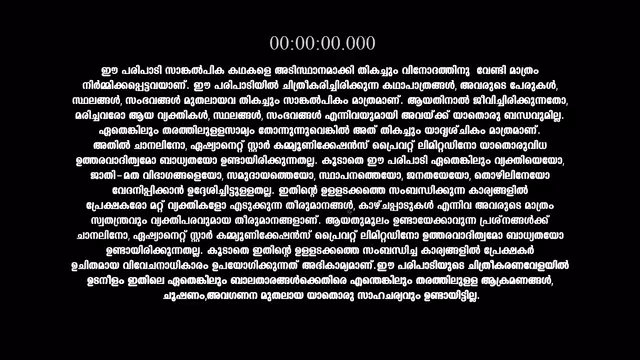 00:00:00.000
ഈ പരിപാടി സാങ്കൽപിക കഥകളെ അടിസ്ഥാനമാക്കി തികച്ചും വിനോദത്തിനു വേണ്ടി മാത്രം
നിർമ്മിക്കപ്പെട്ടവയാണ്. ഈ പരിപാടിയിൽ ചിത്രീകരിച്ചിരിക്കുന്ന കഥാപാത്രങ്ങൾ, അവരുടെ പേരുകൾ,
സ്ഥലങ്ങൾ, സംഭവങ്ങൾ മുതലായവ തികച്ചും സാങ്കൽപികം മാത്രമാണ്. ആയതിനാൽ ജീവിച്ചിരിക്കുന്നതോ,
മരിച്ചവരോ ആയ വ്യക്തികൾ, സ്ഥലങ്ങൾ, സംഭവങ്ങൾ എന്നിവയുമായി അവയ്ക്ക് യാതൊരു ബന്ധവുമില്ല.
ഏതെങ്കിലും തരത്തിലുളളസാമ്യം തോന്നുന്നുവെങ്കിൽ അത് തികച്ചും യാദൃശ്ചികം മാത്രമാണ്.
അതിൽ ചാനലിനോ, ഏഷ്യാനെറ്റ് സ്റ്റാർ കമ്മ്യൂണിക്കേഷൻസ് പ്രൈവറ്റ് ലിമിറ്റഡിനോ യാതൊരുവിധ
ഉത്തരവാദിത്വമോ ബാധ്യതയോ ഉണ്ടായിരിക്കുന്നതല്ല. കൂടാതെ ഈ പരിപാടി ഏതെങ്കിലും വ്യക്തിയെയോ,
ജാതി-മത വിഭാഗങ്ങളെയോ, സമുദായത്തെയോ, സ്ഥാപനത്തെയോ, ജനതയേയോ, തൊഴിലിനേയോ
വേദനിപ്പിക്കാൻ ഉദ്ദേശിച്ചിട്ടുളളതല്ല. ഇതിന്റെ ഉളളടക്കത്തെ സംബന്ധിക്കുന്ന കാര്യങ്ങളിൽ
പ്രേക്ഷകരോ മറ്റ് വ്യക്തികളോ എടുക്കുന്ന തീരുമാനങ്ങൾ, കാഴ്ചപ്പാടുകൾ എന്നിവ അവരുടെ മാത്രം
സ്വതന്ത്രവും വ്യക്തിപരവുമായ തീരുമാനങ്ങളാണ്. ആയതുമൂലം ഉണ്ടായേക്കാവുന്ന പ്രശ്നങ്ങൾക്ക്
ചാനലിനോ, ഏഷ്യാനെറ്റ് സ്റ്റാർ കമ്മ്യൂണിക്കേഷൻസ് പ്രൈവറ്റ് ലിമിറ്റഡിനോ ഉത്തരവാദിത്വമോ ബാധ്യതയോ
ഉണ്ടായിരിക്കുന്നതല്ല. കൂടാതെ ഇതിന്റെ ഉളളടക്കത്തെ സംബന്ധിച്ച കാര്യങ്ങളിൽ പ്രേക്ഷകർ
ഉചിതമായ വിവേചനാധികാരം ഉപയോഗിക്കുന്നത് അഭികാമ്യമാണ്.ഈ പരിപാടിയുടെ ചിത്രീകരണവേളയിൽ
ഉടനീളം ഇതിലെ ഏതെങ്കിലും ബാലതാരങ്ങൾക്കെതിരെ എന്തെങ്കിലും തരത്തിലുളള ആക്രമണങ്ങൾ,
ചൂഷണം,അവഗണന മുതലായ യാതൊരു സാഹചര്യവും ഉണ്ടായിട്ടില്ല.